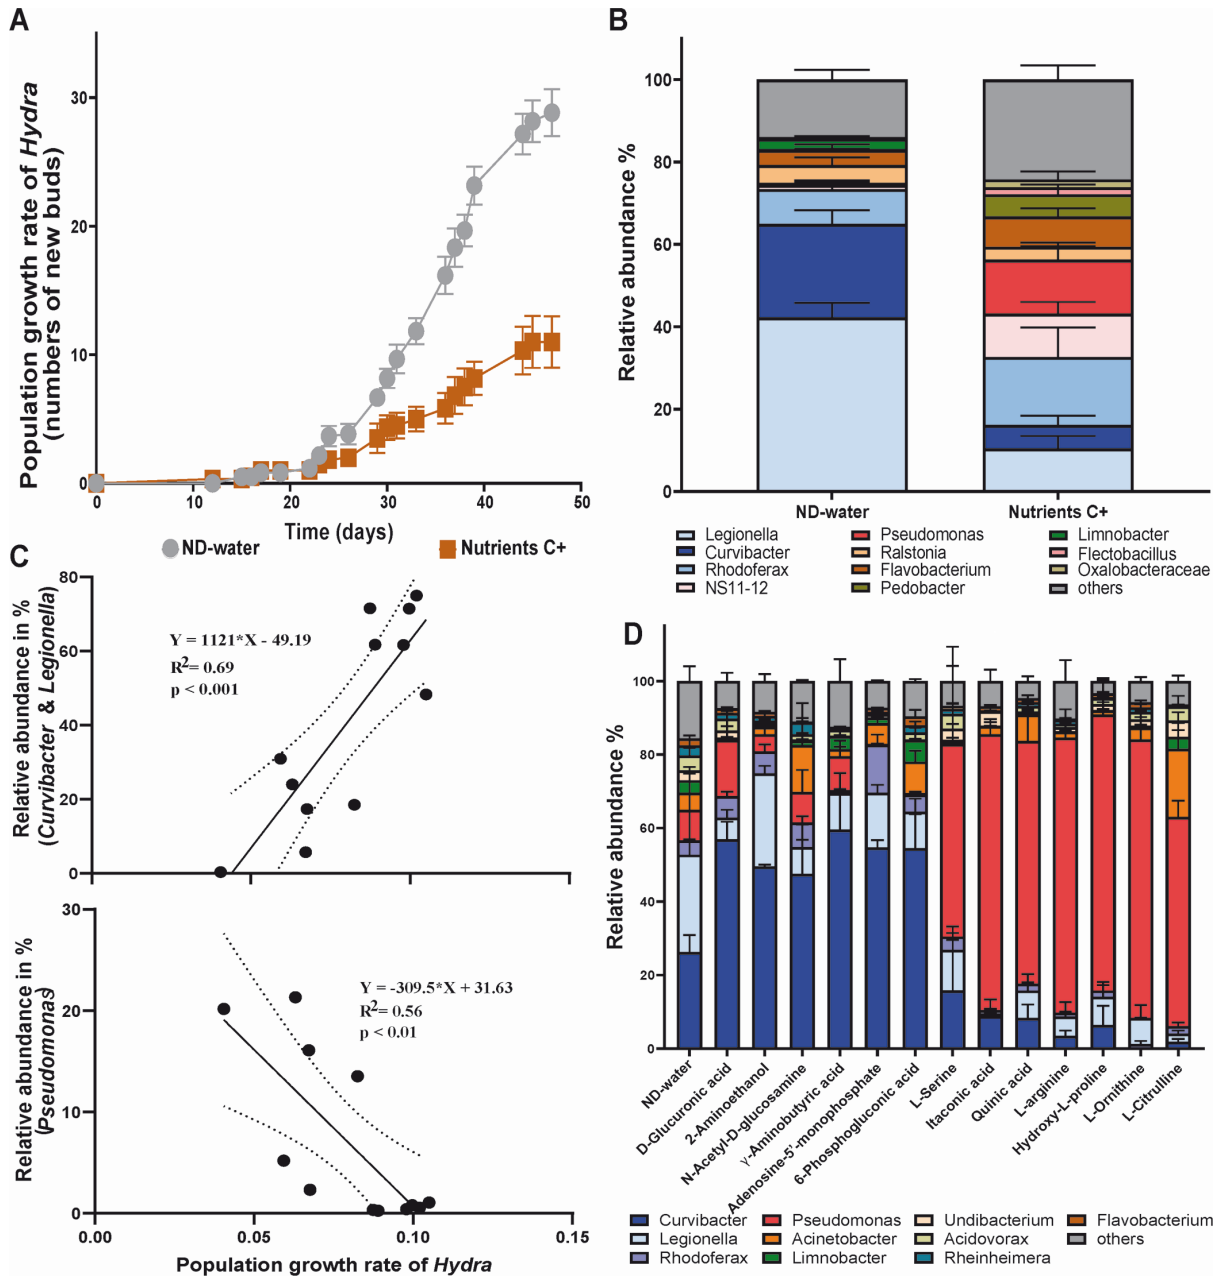 A
Population growth rate of Hydra
(numbers of new buds)
30
20
10
0
0 10 20 30 40 50
Time (days)
ND-water Nutrients C+
B
Relative abundance %
100
80
60
40
20
0
ND-water Nutrients C+
Legionella Pseudomonas Limnobacter
Curvibacter Ralstonia Flectobacillus
Rhodoferax Flavobacterium Oxalobacteraceae
NS11-12 Pedobacter others
C
Relative abundance in %
(Curvibacter & Legionella)
80
60
40
20
0
Y = 1121*X - 49.19
R2= 0.69
p < 0.001
Relative abundance in %
(Pseudomonas)
30
20
10
0
Y = -309.5*X + 31.63
R2= 0.56
p < 0.01
0.00 0.05 0.10 0.15
Population growth rate of Hydra
D
Relative abundance %
100
80
60
40
20
0
ND-water
D-Glucuronic acid
2-Aminoethanol
N-Acetyl-D-glucosamine
γ-Aminobutyric acid
Adenosine-5'-monophosphate
6-Phosphogluconic acid
L-Serine
Itaconic acid
Quinic acid
L-arginine
Hydroxy-L-proline
L-Ornithine
L-Citrulline
Curvibacter Pseudomonas Undibacterium Flavobacterium
Legionella Acinetobacter Acidovorax others
Rhodoferax Limnobacter Rheinheimera